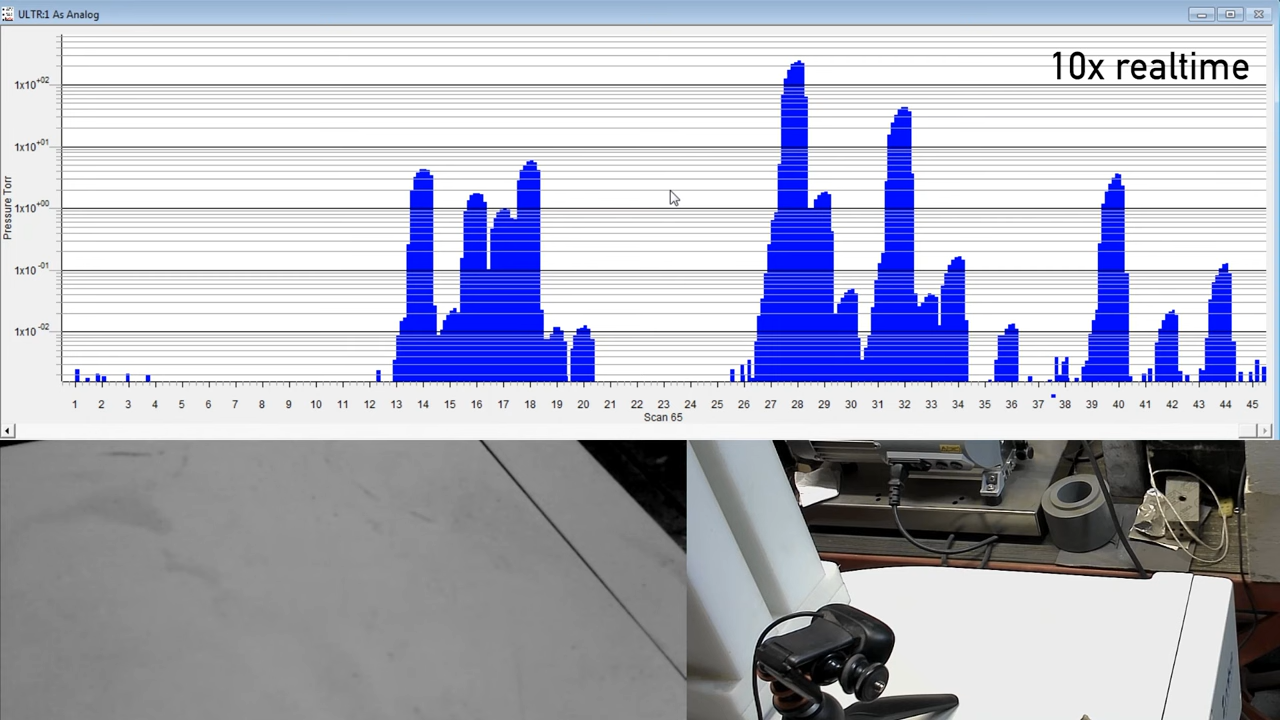 ULTR:1 As Analog
10x realtime
1x10+02
1x10+01
1x10+00
1x10-01
1x10-02
Pressure Torr
1 2 3 4 5 6 7 8 9 10 11 12 13 14 15 16 17 18 19 20 21 22 23 24 25 26 27 28 29 30 31 32 33 34 35 36 37 38 39 40 41 42 43 44 45
Scan 65